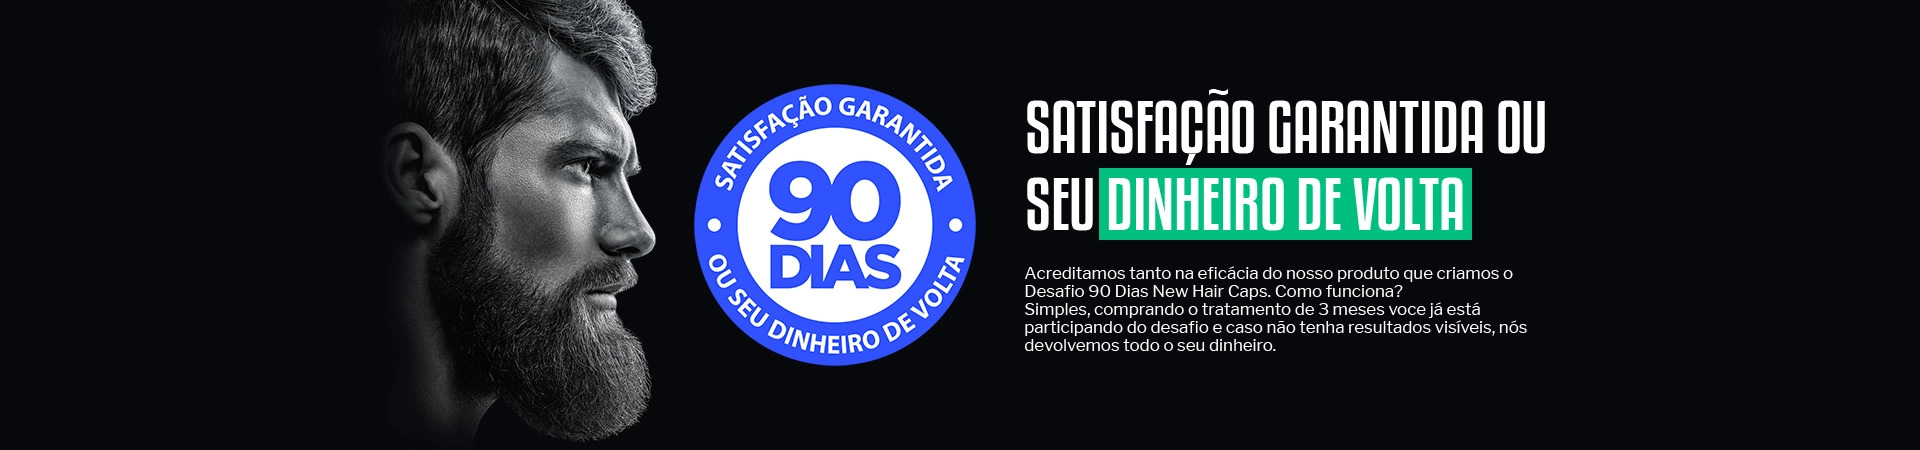 SATISFAÇÃO GARANTIDA
90
DIAS
OU SEU DINHEIRO DE VOLTA
SATISFAÇÃO GARANTIDA OU
SEU DINHEIRO DE VOLTA
Acreditamos tanto na eficácia do nosso produto que criamos o
Desafio 90 Dias New Hair Caps. Como funciona?
Simples, comprando o tratamento de 3 meses voce já está
participando do desafio e caso não tenha resultados visíveis, nós
devolvemos todo o seu dinheiro.